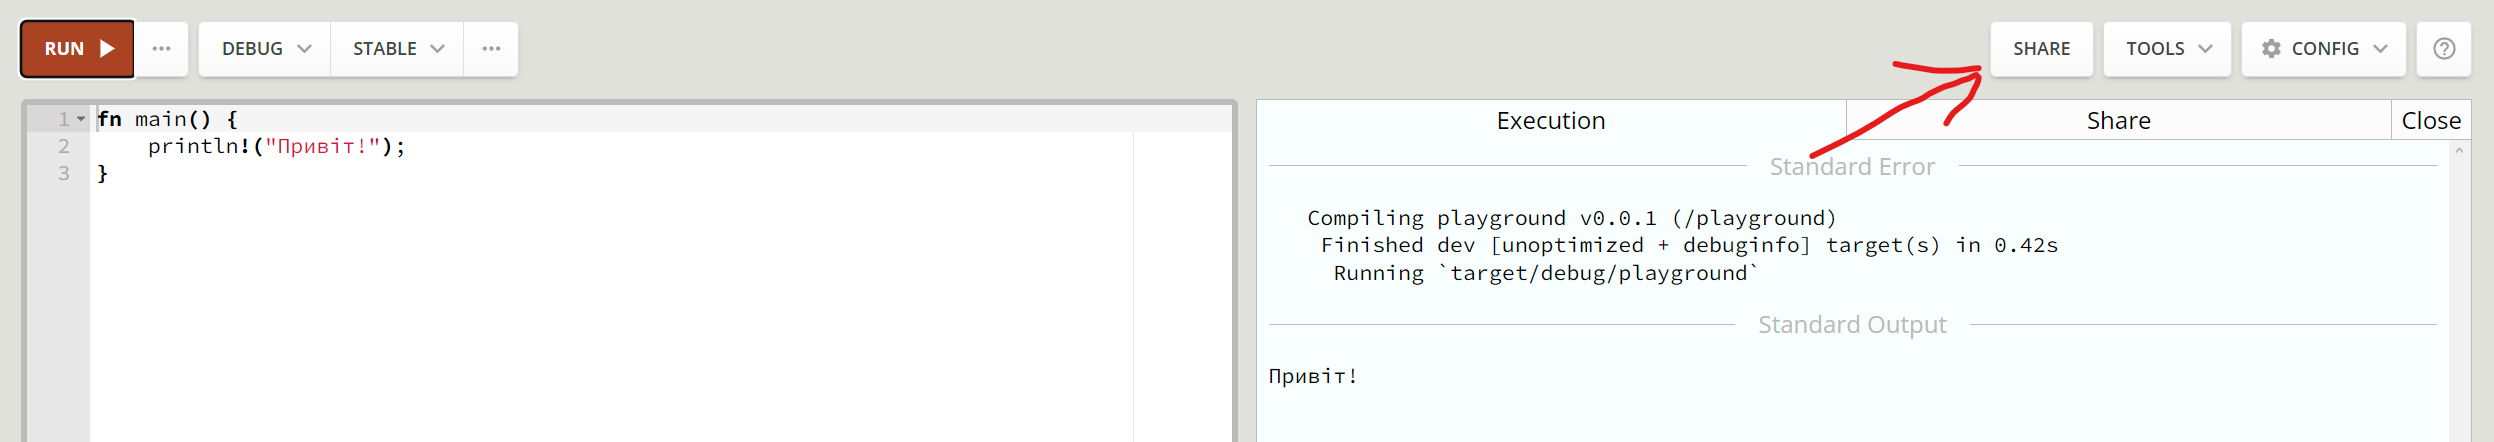 RUN ... DEBUG STABLE ... SHARE TOOLS CONFIG ?
1 fn main() {
2 println!("Привіт!");
3 }
Execution Share Close
Standard Error
Compiling playground v0.0.1 (/playground)
Finished dev [unoptimized + debuginfo] target(s) in 0.42s
Running `target/debug/playground`
Standard Output
Привіт!